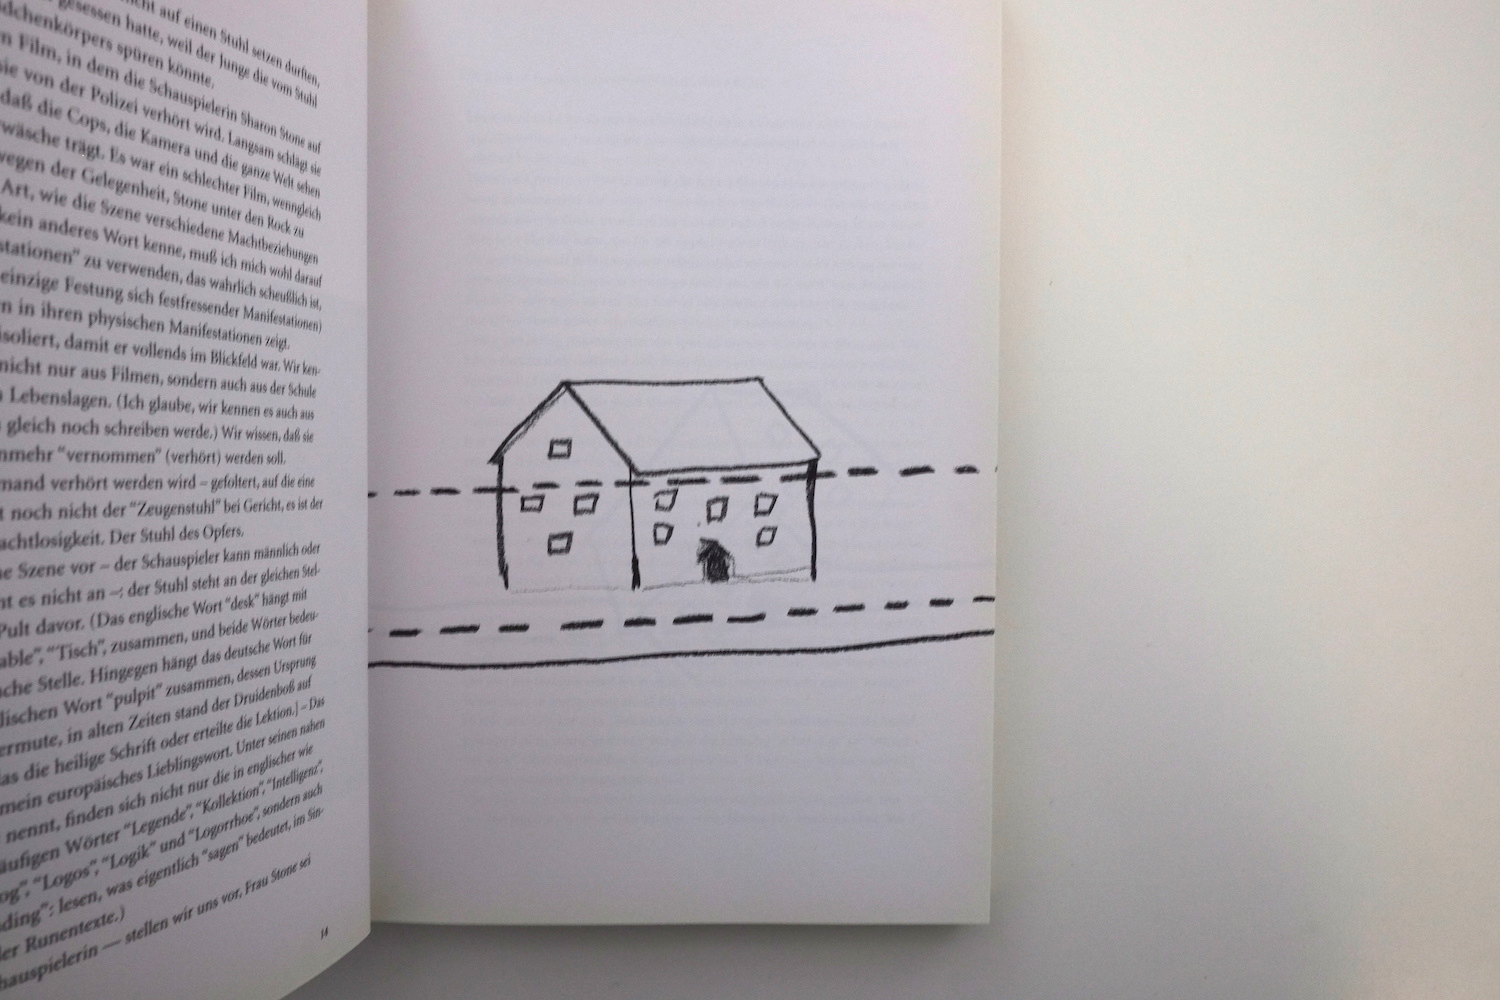 nicht auf einen Stuhl setzen durften,
gesessen hatte, weil der Junge die vom Stuhl
dchenkörpers spüren könnte.
n Film, in dem die Schauspielerin Sharon Stone auf
sie von der Polizei verhört wird. Langsam schlägt sie
daß die Cops, die Kamera und die ganze Welt sehen
wäsche trägt. Es war ein schlechter Film, wenngleich
wegen der Gelegenheit, Stone unter den Rock zu
Art, wie die Szene verschiedene Machtbeziehungen
kein anderes Wort kenne, muß ich mich wohl darauf
stationen“ zu verwenden, das wahrlich scheußlich ist,
einzige Festung sich festfressender Manifestationen)
n in ihren physischen Manifestationen zeigt.
isoliert, damit er vollends im Blickfeld war. Wir ken-
nicht nur aus Filmen, sondern auch aus der Schule
n Lebenslagen. (Ich glaube, wir kennen es auch aus
gleich noch schreiben werde.) Wir wissen, daß sie
nmehr “vernommen” (verhört) werden soll.
mand verhört werden wird – gefoltert, auf die eine
t noch nicht der “Zeugenstuhl” bei Gericht, es ist der
achtlosigkeit. Der Stuhl des Opfers.
ne Szene vor – der Schauspieler kann männlich oder
mt es nicht an –: der Stuhl steht an der gleichen Stel-
Pult davor. (Das englische Wort “desk” hängt mit
able”, “Tisch”, zusammen, und beide Wörter bedeu-
ache Stelle. Hingegen hängt das deutsche Wort für
lischen Wort “pulpit” zusammen, dessen Ursprung
ermute, in alten Zeiten stand der Druidenboß auf
as die heilige Schrift oder erteilte die Lektion.] – Das
mein europäisches Lieblingswort. Unter seinen nahen
nennt, finden sich nicht nur die in englischer wie
äufigen Wörter “Legende”, “Kollektion”, “Intelligenz”,
og”, “Logos”, “Logik” und “Logorrhoe”, sondern auch
ding”: lesen, was eigentlich “sagen” bedeutet, im Sin-
der Runentexte.)
hauspielerin — stellen wir uns vor, Frau Stone sei
14